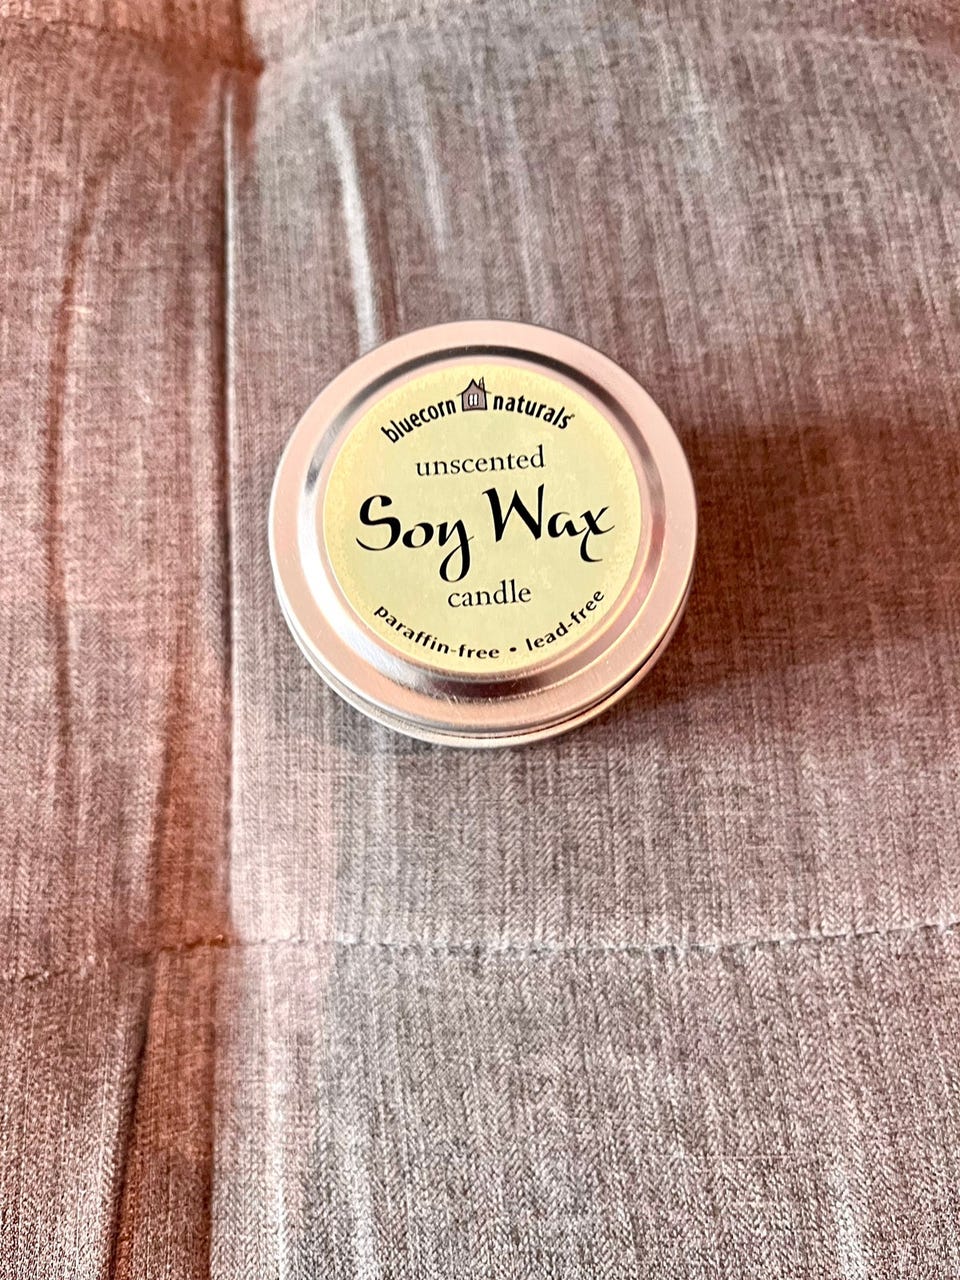 bluecorn naturals
unscented
Soy Wax
candle
paraffin-free • lead-free